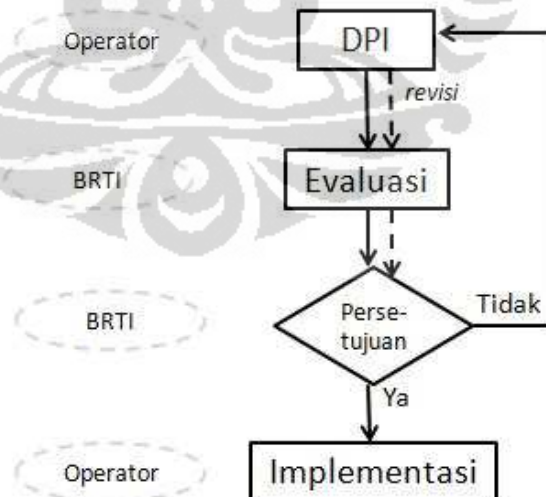 Operator
DPI
revisi
BRTI
Evaluasi
BRTI
Perse-
tujuan
Tidak
Ya
Operator
Implementasi